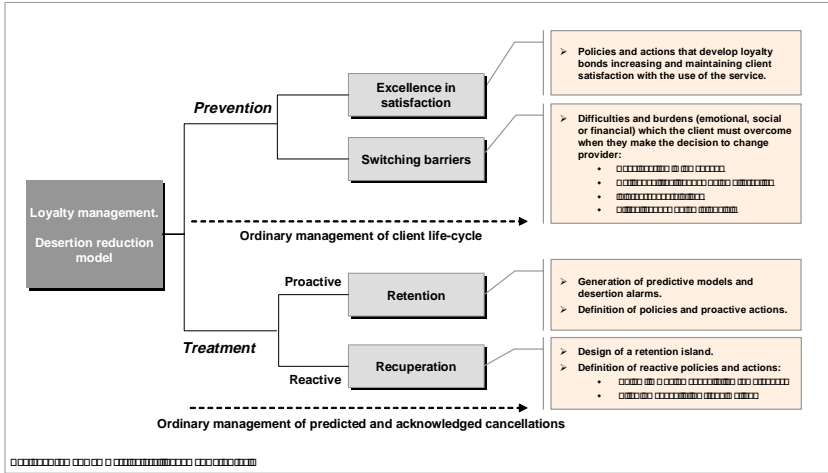 Loyalty management.
Desertion reduction
model
Prevention
Excellence in
satisfaction
Switching barriers
Policies and actions that develop loyalty
bonds increasing and maintaining client
satisfaction with the use of the service.
Difficulties and burdens (emotional, social
or financial) which the client must overcome
when they make the decision to change
provider:
Ordinary management of client life-cycle
Treatment
Proactive
Retention
Reactive
Recuperation
Generation of predictive models and
desertion alarms.
Definition of policies and proactive actions.
Design of a retention island.
Definition of reactive policies and actions:
Ordinary management of predicted and acknowledged cancellations